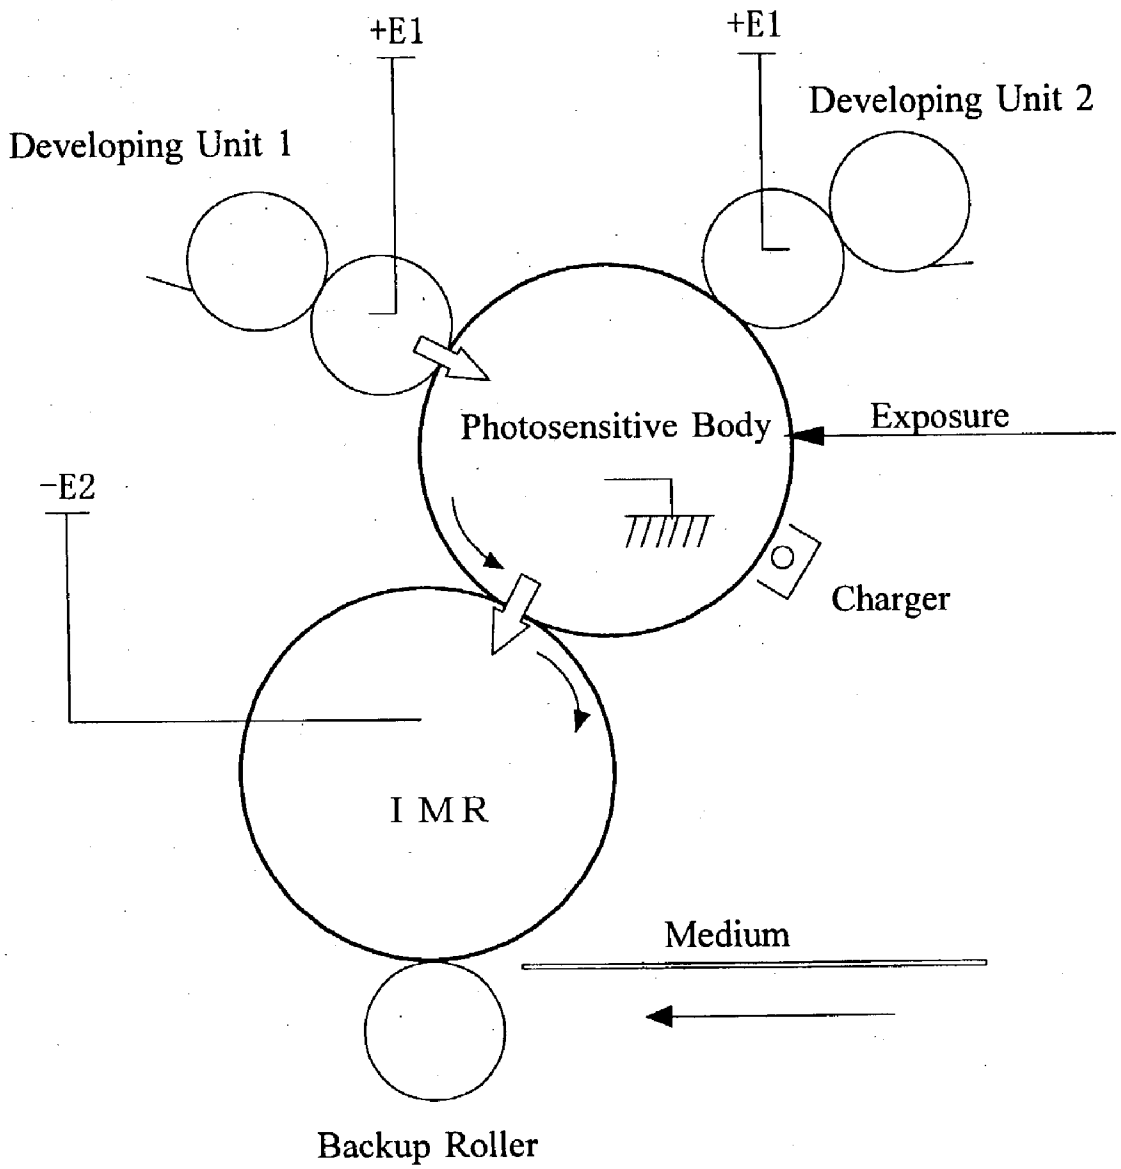 +E1
+E1
Developing Unit 2
Developing Unit 1
Photosensitive Body
Exposure
-E2
Charger
IMR
Medium
Backup Roller